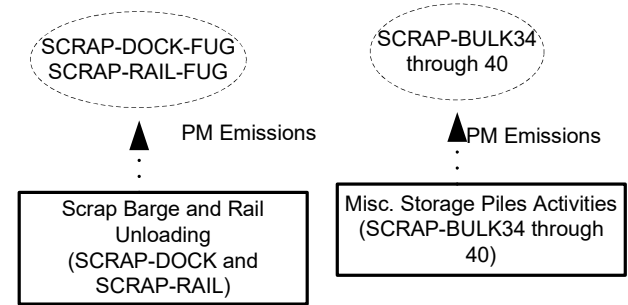 SCRAP-DOCK-FUG
SCRAP-RAIL-FUG
PM Emissions
Scrap Barge and Rail
Unloading
(SCRAP-DOCK and
SCRAP-RAIL)
SCRAP-BULK34
through 40
PM Emissions
Misc. Storage Piles Activities
(SCRAP-BULK34 through
40)